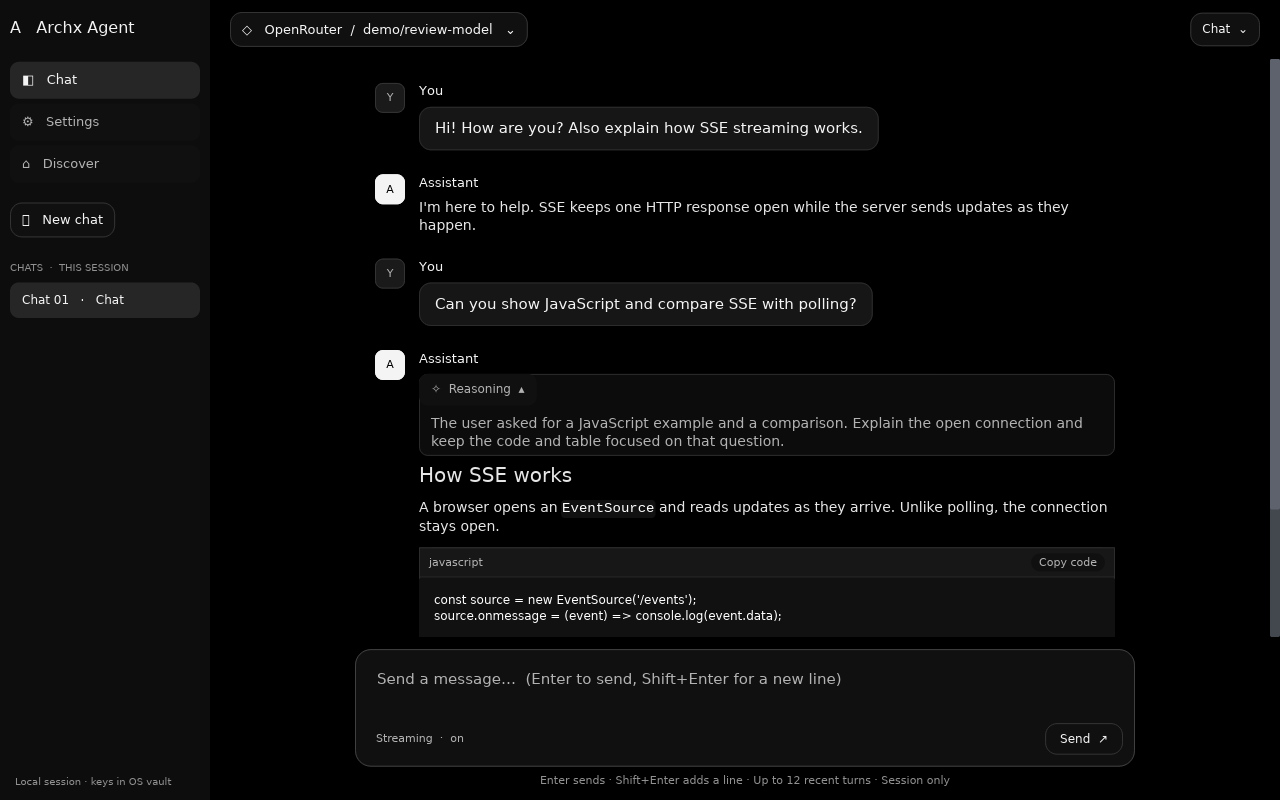 A Archx Agent
Chat
Settings
Discover
New chat
CHATS · THIS SESSION
Chat 01 · Chat
Local session · keys in OS vault
OpenRouter / demo/review-model
Chat
Y
You
Hi! How are you? Also explain how SSE streaming works.
A
Assistant
I'm here to help. SSE keeps one HTTP response open while the server sends updates as they
happen.
Y
You
Can you show JavaScript and compare SSE with polling?
A
Assistant
Reasoning
The user asked for a JavaScript example and a comparison. Explain the open connection and
keep the code and table focused on that question.
How SSE works
A browser opens an EventSource and reads updates as they arrive. Unlike polling, the connection
stays open.
javascript
Copy code
const source = new EventSource('/events');
source.onmessage = (event) => console.log(event.data);
Send a message... (Enter to send, Shift+Enter for a new line)
Streaming · on
Send ↗
Enter sends · Shift+Enter adds a line · Up to 12 recent turns · Session only